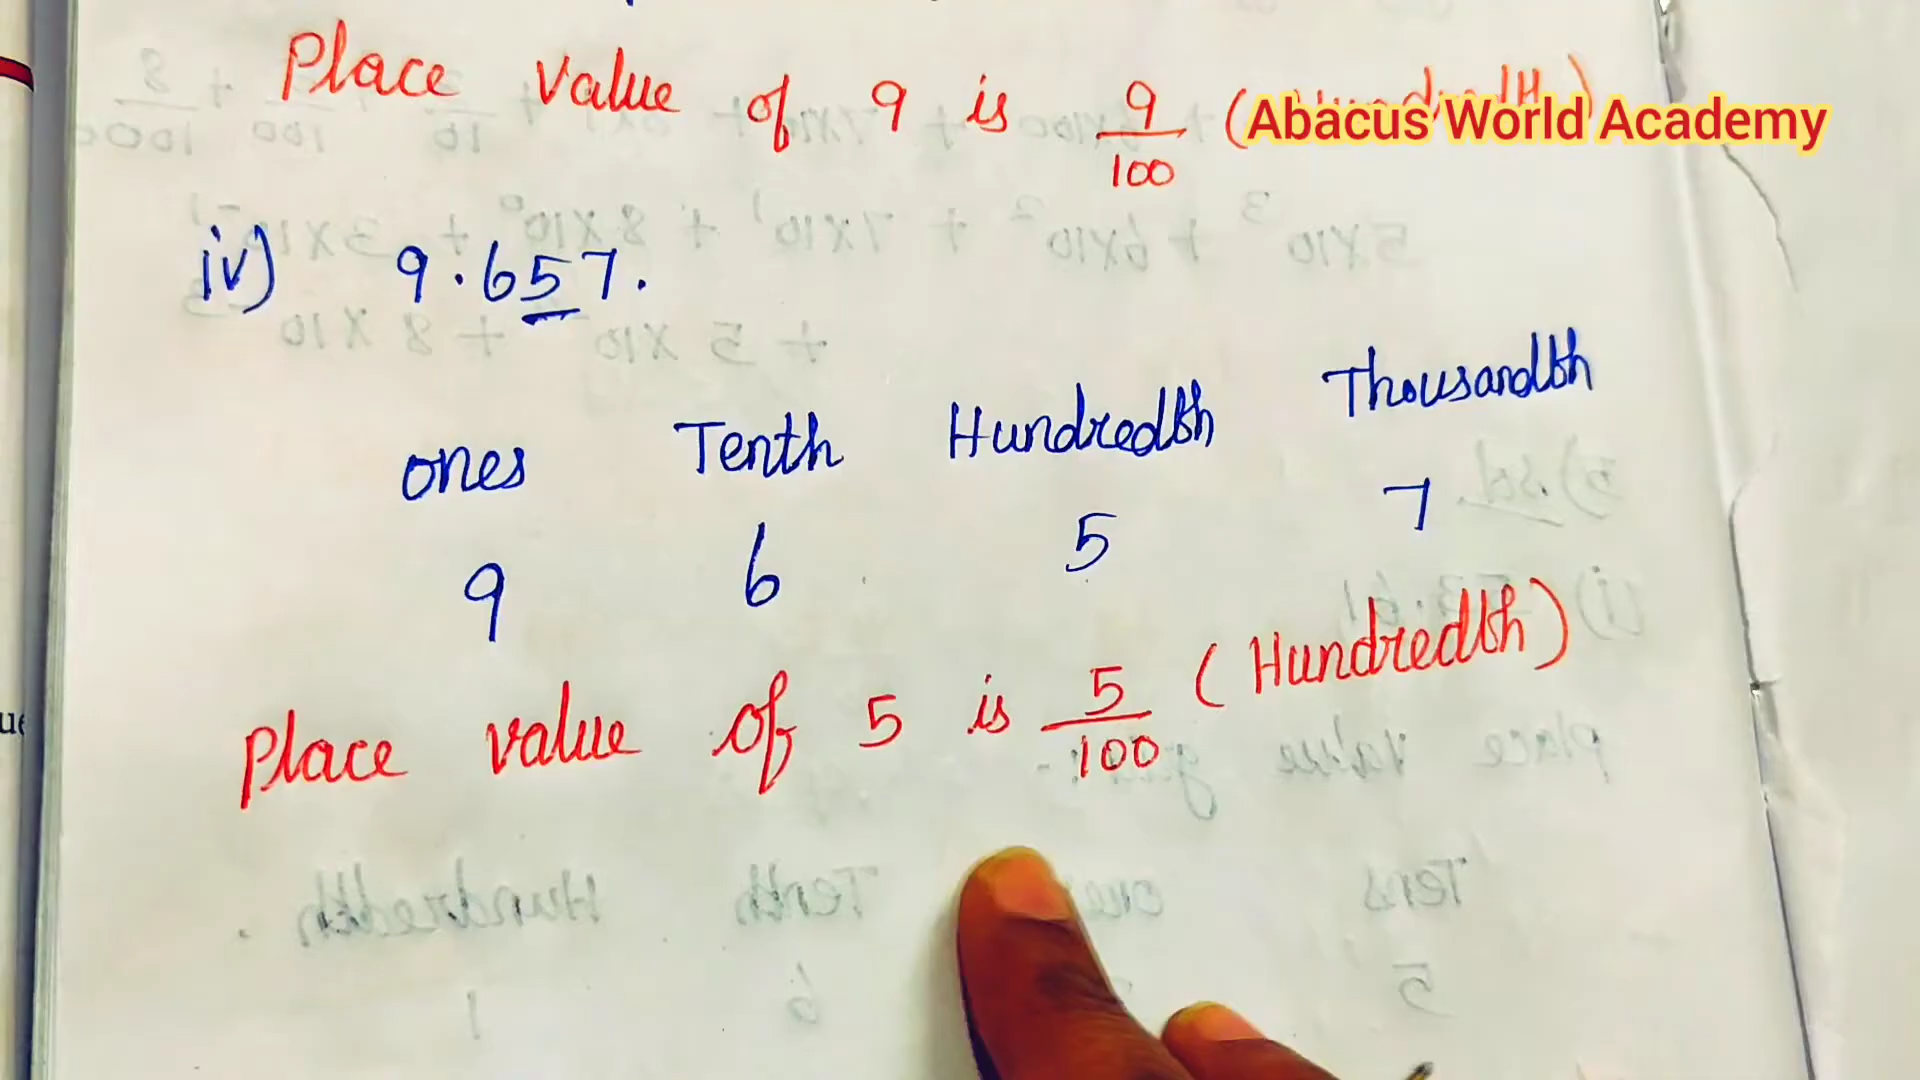 Place value of 9 is 9/100 (
Abacus World Academy
iv) 9.657.
ones Tenth Hundredth Thousandth
9 6 5 7
Place value of 5 is 5/100 (Hundredth)